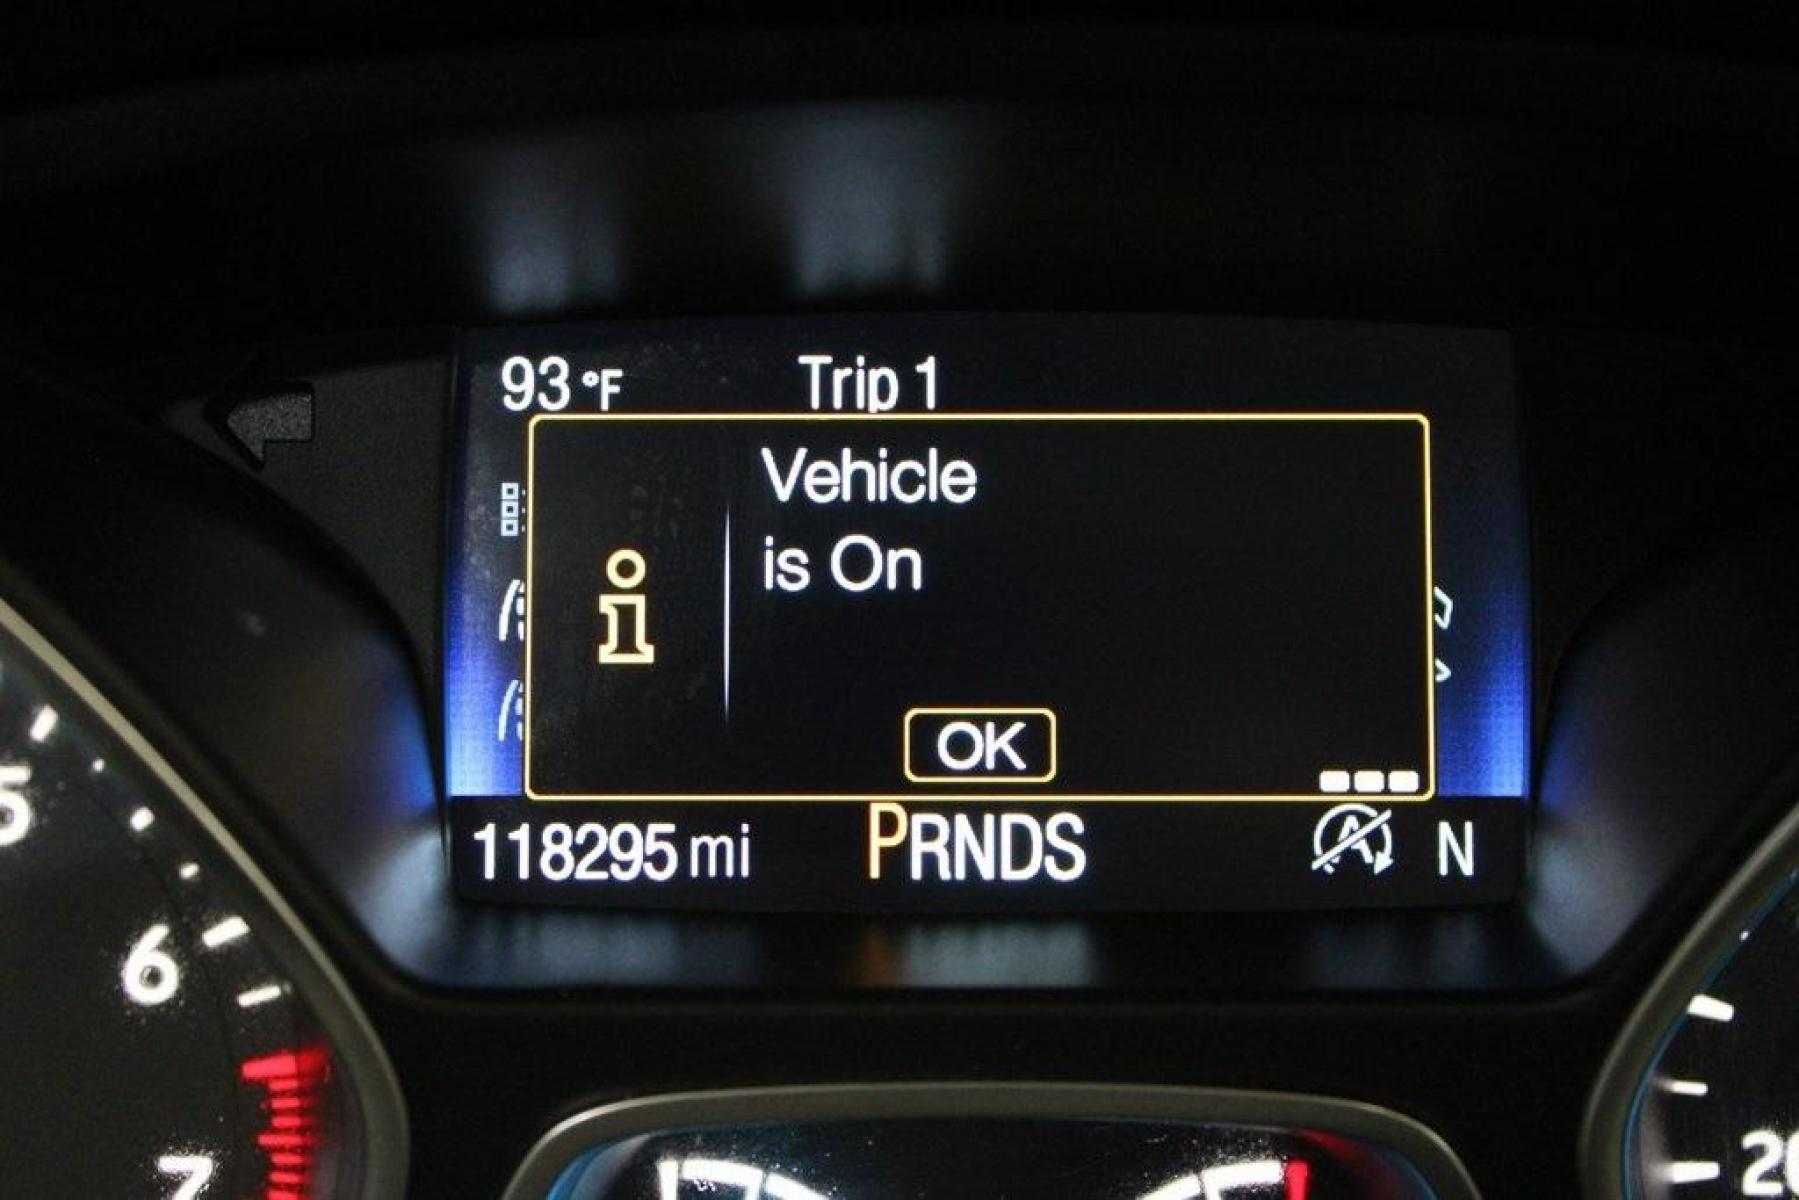 93 °F Trip 1
Vehicle
is On
OK
118295 mi PRNDS N
5
6
7